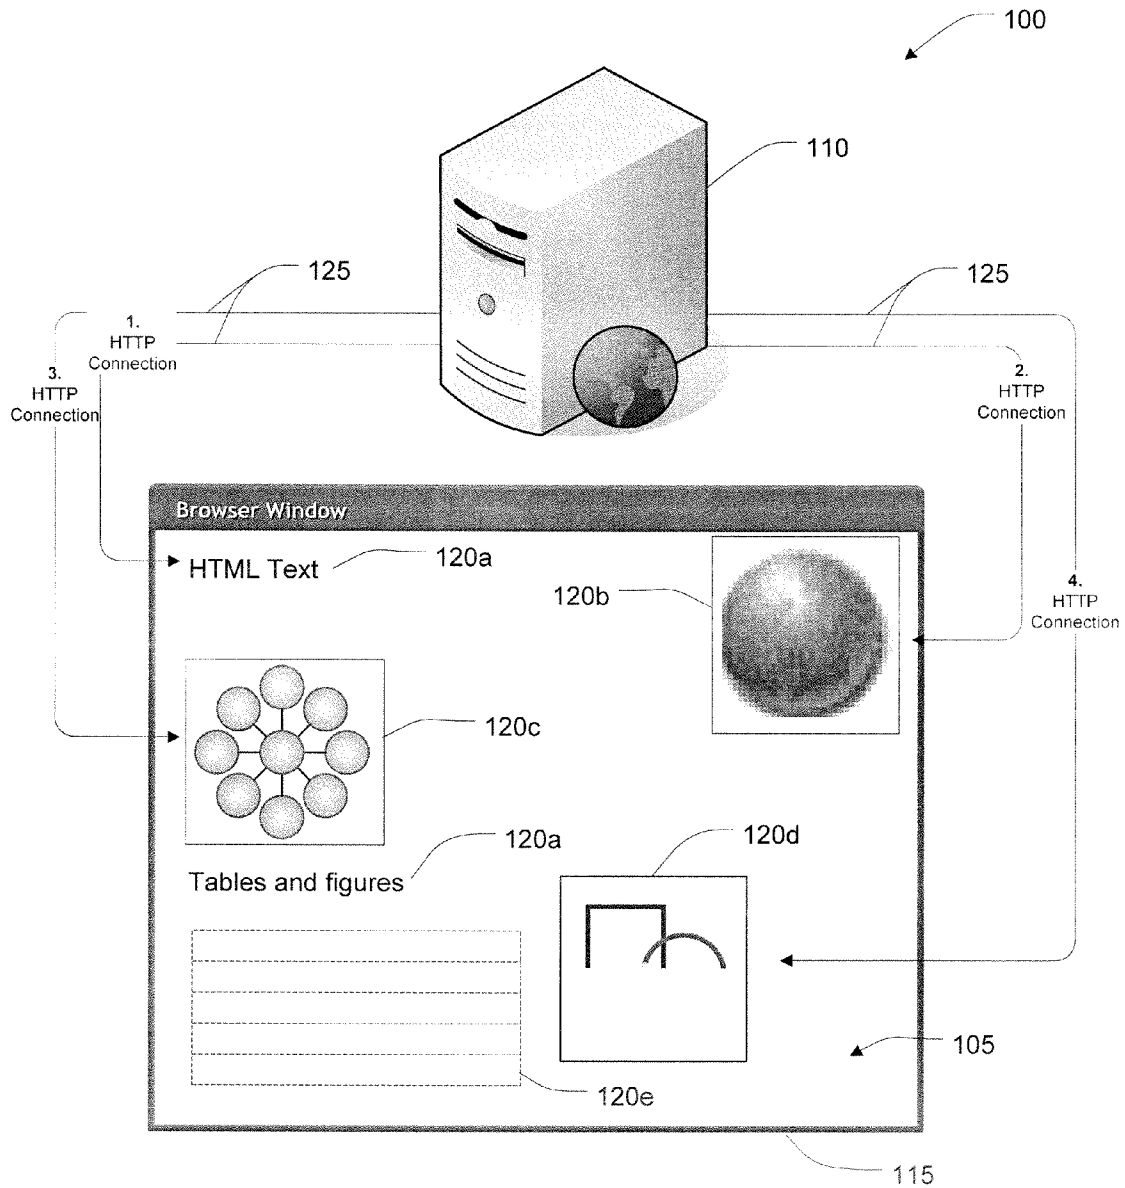 100
110
125
125
1.
HTTP
Connection
3.
HTTP
Connection
2.
HTTP
Connection
Browser Window
HTML Text
120a
120b
4.
HTTP
Connection
120c
120d
120a
Tables and figures
105
120e
115